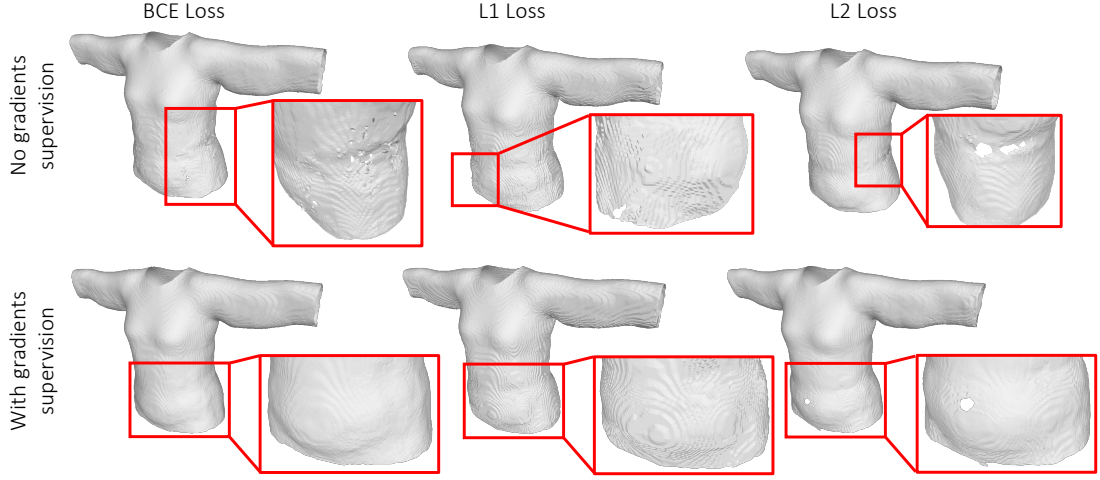 BCE Loss
L1 Loss
L2 Loss
No gradients
supervision
With gradients
supervision